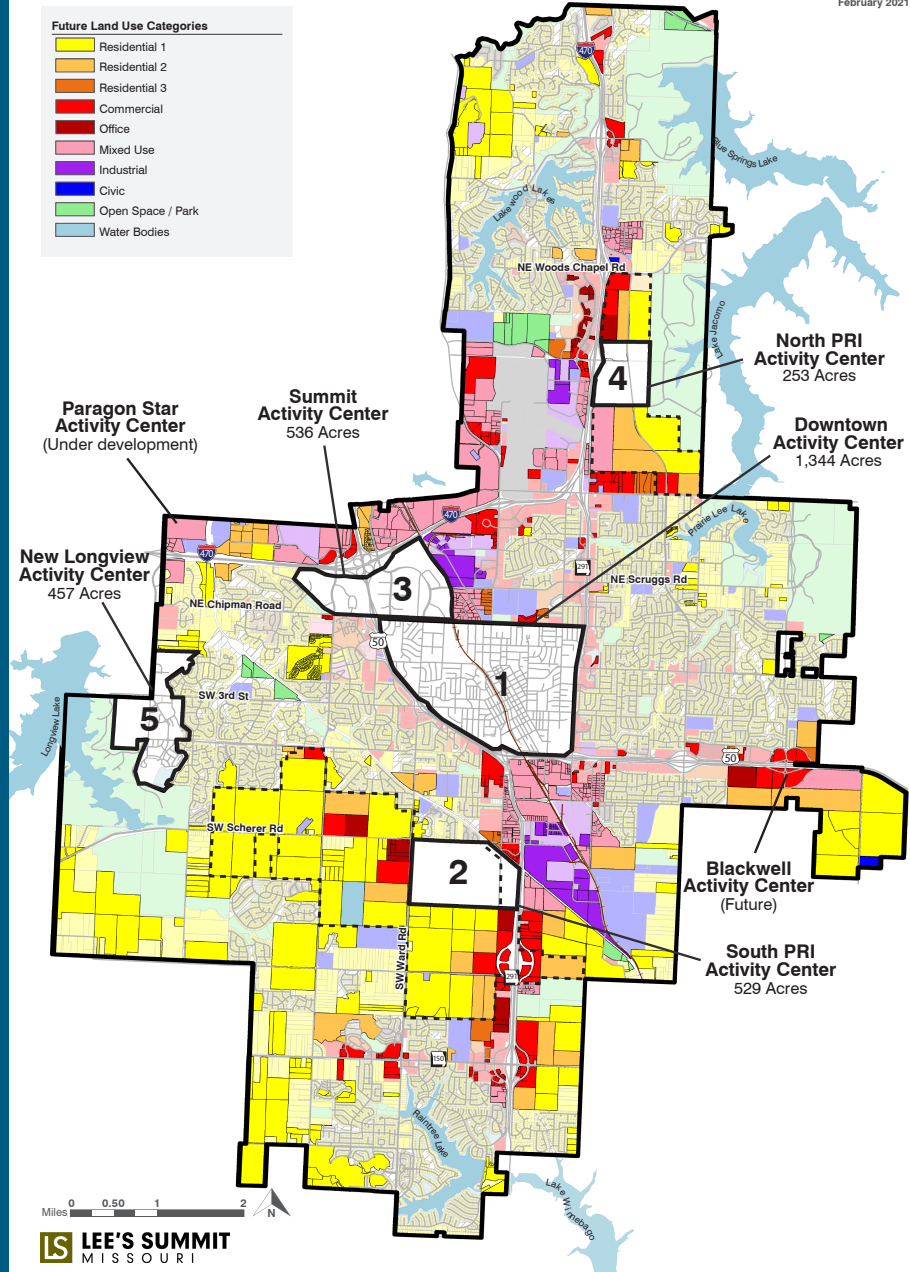 February 2021
Future Land Use Categories
Residential 1
Residential 2
Residential 3
Commercial
Office
Mixed Use
Industrial
Civic
Open Space / Park
Water Bodies
470
Blue Springs Lake
Lakewood Lakes
NE Woods Chapel Rd
Lake Jacomo
North PRI
Activity Center
253 Acres
4
Summit
Activity Center
536 Acres
Paragon Star
Activity Center
(Under development)
Downtown
Activity Center
1,344 Acres
470
Prairie Lee Lake
470
New Longview
Activity Center
457 Acres
291
NE Scruggs Rd
3
NE Chipman Road
50
1
SW 3rd St
5
Longview Lake
50
SW Scherer Rd
2
Blackwell
Activity Center
(Future)
SW Ward Rd
South PRI
Activity Center
529 Acres
291
150
Raintree Lake
Lake Winnebago
Miles
0 0.50 1 2
N
LS
LEE'S SUMMIT
MISSOURI